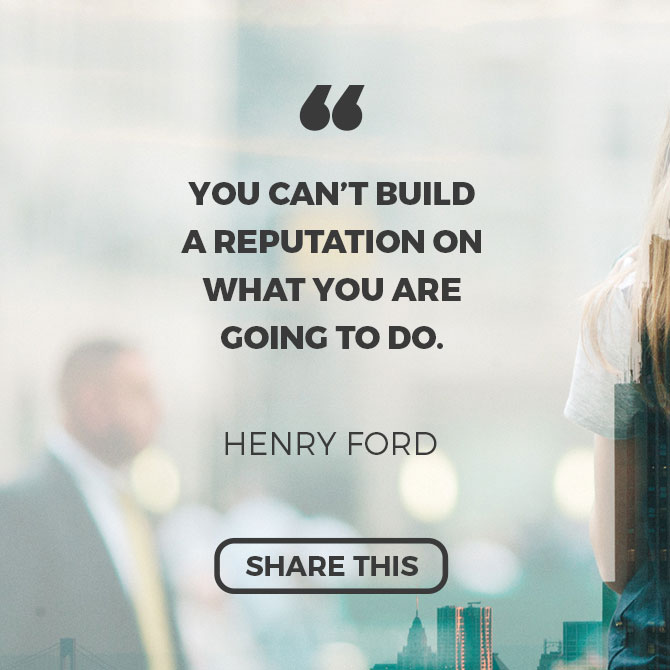 “
YOU CAN’T BUILD
A REPUTATION ON
WHAT YOU ARE
GOING TO DO.
HENRY FORD
SHARE THIS